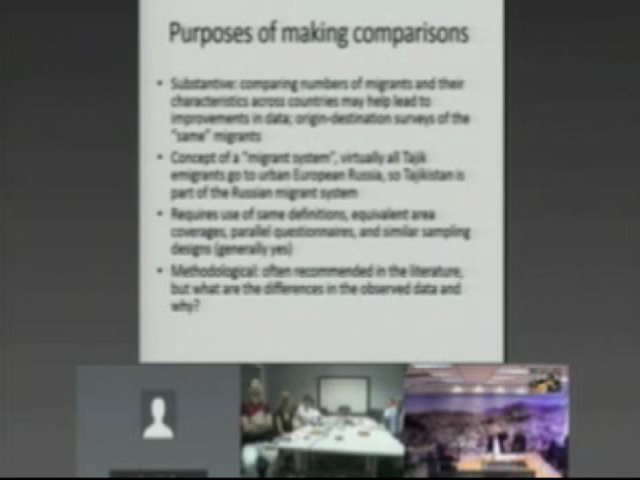 Purposes of making comparisons
• Substantive: comparing numbers of migrants and their
characteristics across countries may help lead to
improvements in data; origin-destination surveys of the
"same" migrants
• Concept of a "migrant system", virtually all Tajik
emigrants go to urban European Russia, so Tajikistan is
part of the Russian migrant system
• Requires use of same definitions, equivalent area
coverages, parallel questionnaires, and similar sampling
designs (generally yes)
• Methodological: often recommended in the literature,
but what are the differences in the observed data and
why?